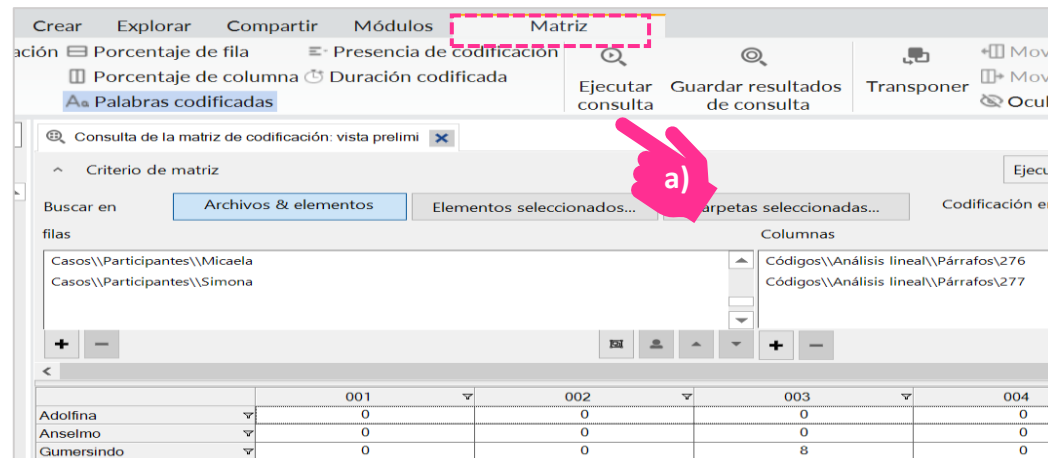 Crear Explorar Compartir Módulos Matriz
ación Porcentaje de fila Presencia de codificación
Porcentaje de columna Duración codificada
Palabras codificadas
Ejecutar consulta
Guardar resultados de consulta
Transponer
Mov
Mov
Ocul
Consulta de la matriz de codificación: vista prelimi
Criterio de matriz
Ejecu
a)
Buscar en Archivos & elementos Elementos seleccionados... arpetas seleccionadas... Codificación e
filas Columnas
Casos\\Participantes\\Micaela Códigos\\Análisis lineal\\Párrafos\276
Casos\\Participantes\\Simona Códigos\\Análisis lineal\\Párrafos\277
001 002 003 004
Adolfina 0 0 0 0
Anselmo 0 0 0 0
Gumersindo 0 0 8 0